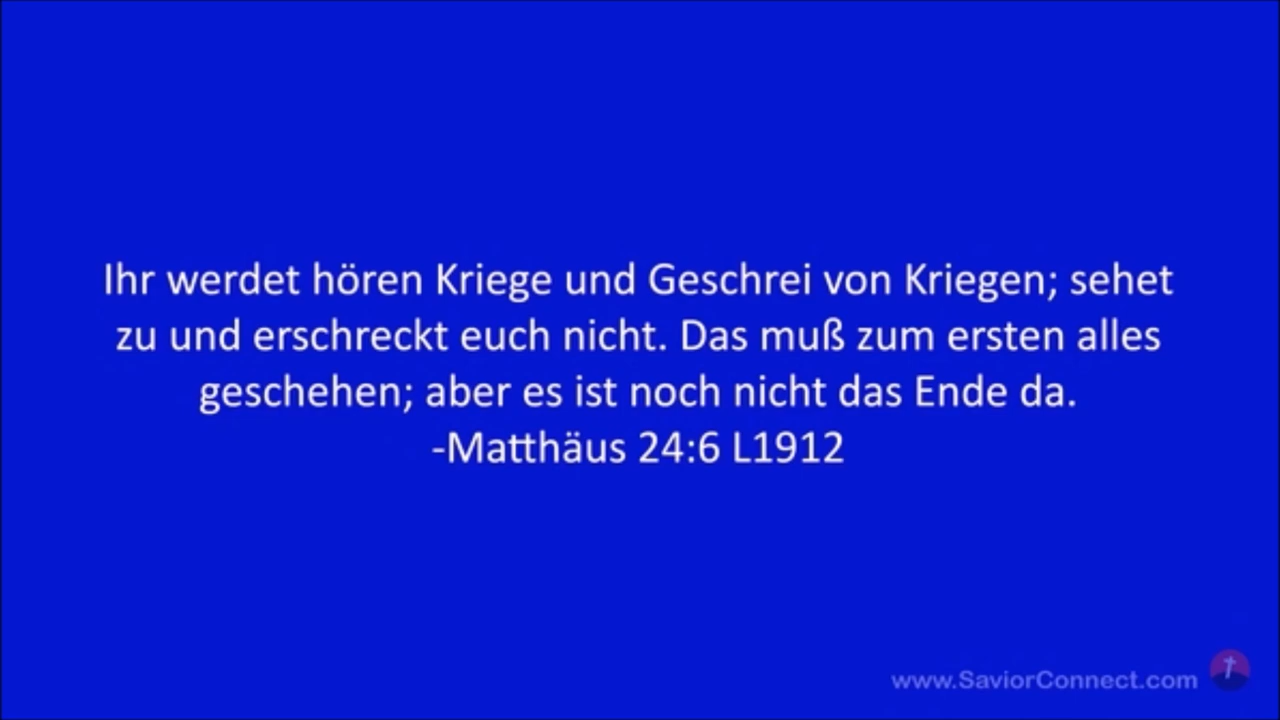 Ihr werdet hören Kriege und Geschrei von Kriegen; sehet
zu und erschreckt euch nicht. Das muß zum ersten alles
geschehen; aber es ist noch nicht das Ende da.
-Matthäus 24:6 L1912
www.SaviorConnect.com